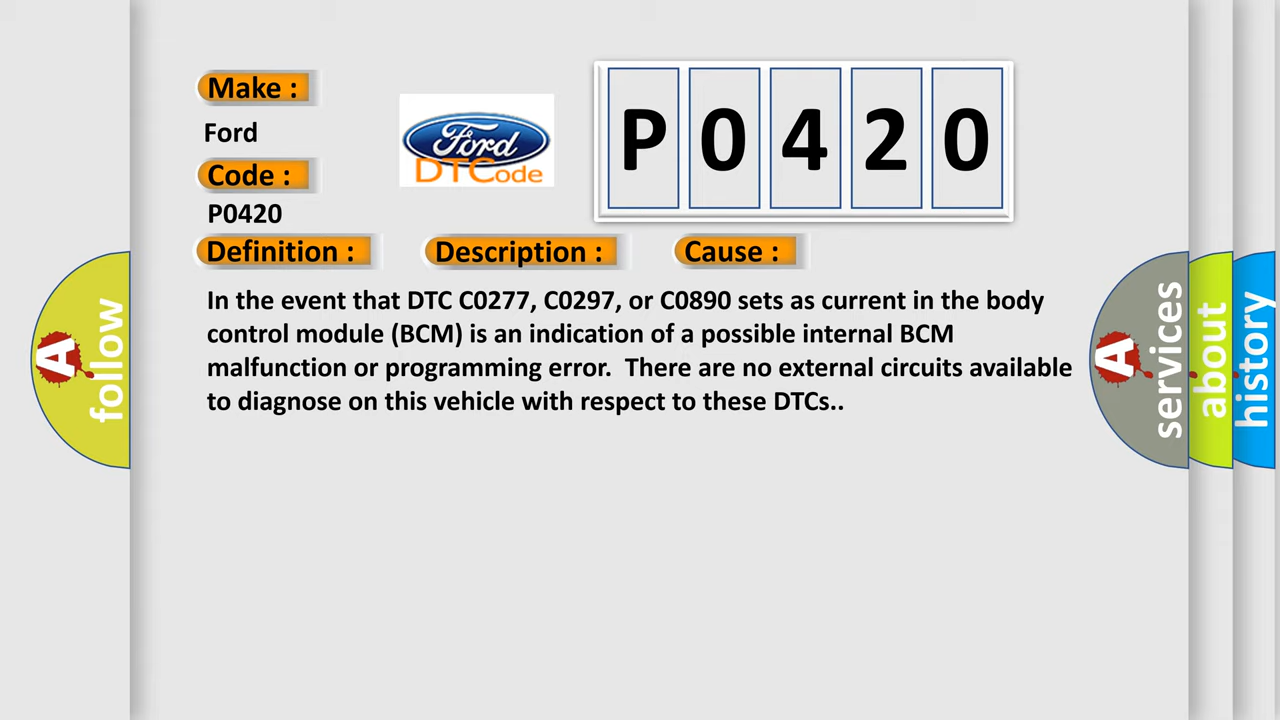 Make :
Ford
Code :
P0420
Ford
DTCode
P0420
Definition :
Description :
Cause :
In the event that DTC C0277, C0297, or C0890 sets as current in the body
control module (BCM) is an indication of a possible internal BCM
malfunction or programming error. There are no external circuits available
to diagnose on this vehicle with respect to these DTCs..
A
follow
A
services
about
history